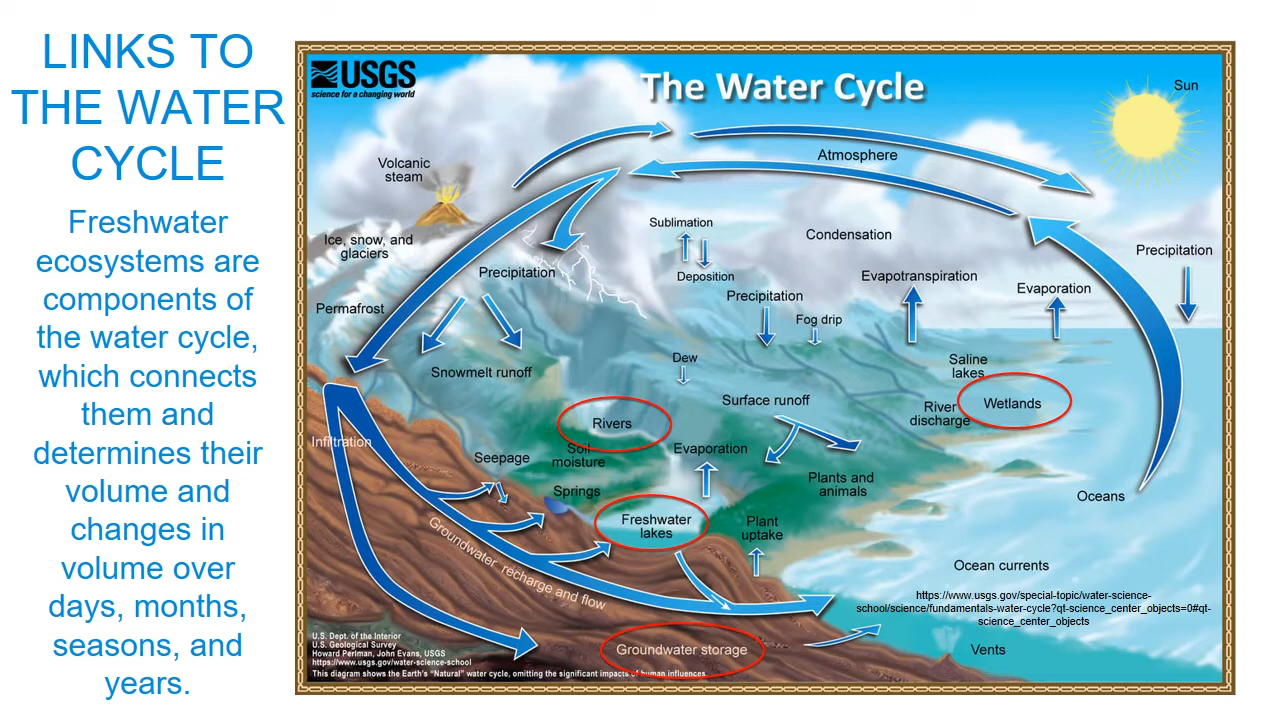 LINKS TO
THE WATER
CYCLE
Freshwater
ecosystems are
components of
the water cycle,
which connects
them and
determines their
volume and
changes in
volume over
days, months,
seasons, and
years.
USGS
science for a changing world
The Water Cycle
Sun
Atmosphere
Volcanic
steam
Sublimation
Condensation
Ice, snow, and
glaciers
Precipitation
Precipitation
Deposition
Evapotranspiration
Evaporation
Precipitation
Permafrost
Fog drip
Dew
Saline
lakes
Snowmelt runoff
Surface runoff
Wetlands
River
discharge
Rivers
Infiltration
Evaporation
Soil
moisture
Seepage
Plants and
animals
Springs
Oceans
Freshwater
lakes
Plant
uptake
Groundwater recharge and flow
Ocean currents
https://www.usgs.gov/special-topic/water-science-
school/science/fundamentals-water-cycle?qt-science_center_objects=0#qt-
science_center_objects
Groundwater storage
Vents
U.S. Dept. of the Interior
U.S. Geological Survey
Howard Perlman, John Evans, USGS
https://www.usgs.gov/water-science-school
This diagram shows the Earth's "Natural" water cycle, omitting the significant impacts of human influences.